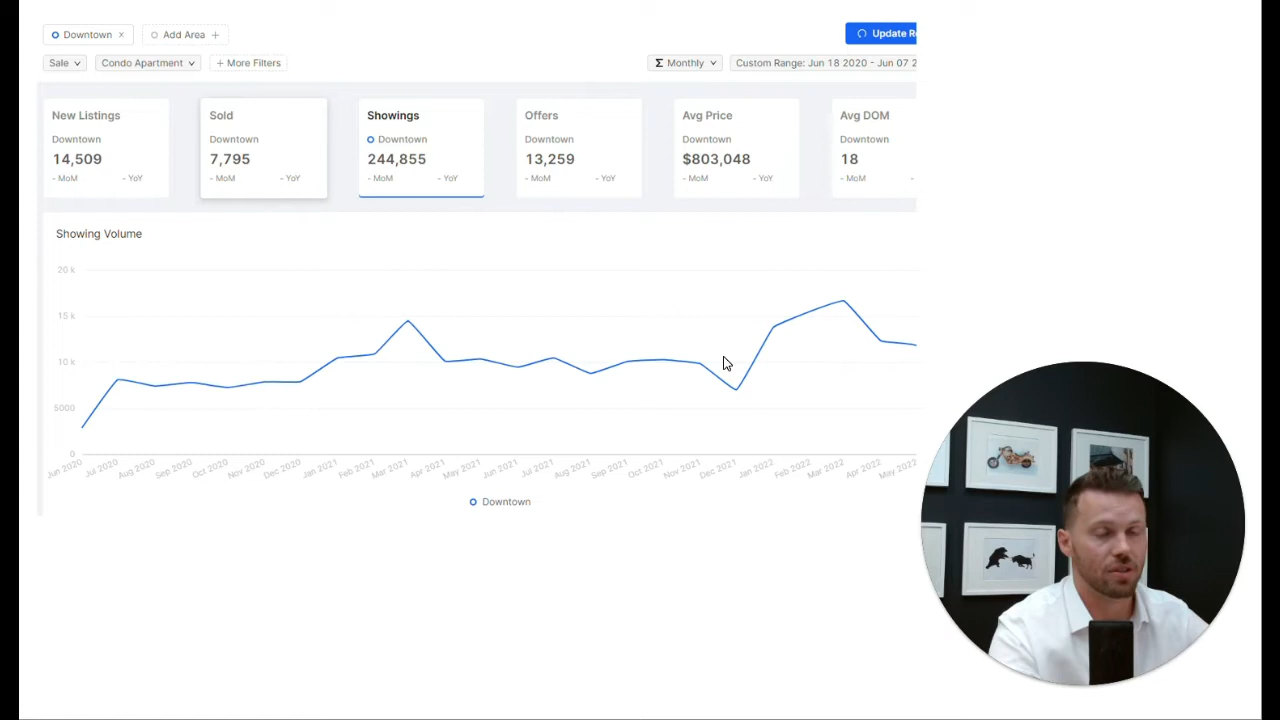 Downtown ×
Add Area +
Update Re
Sale
Condo Apartment
+ More Filters
Σ Monthly
Custom Range: Jun 18 2020 - Jun 07 2
New Listings
Downtown
14,509
- MoM - YoY
Sold
Downtown
7,795
- MoM - YoY
Showings
Downtown
244,855
- MoM - YoY
Offers
Downtown
13,259
- MoM - YoY
Avg Price
Downtown
$803,048
- MoM - YoY
Avg DOM
Downtown
18
- MoM -
Showing Volume
20 k
15 k
10 k
5000
0
Jun 2020 Jul 2020 Aug 2020 Sep 2020 Oct 2020 Nov 2020 Dec 2020 Jan 2021 Feb 2021 Mar 2021 Apr 2021 May 2021 Jun 2021 Jul 2021 Aug 2021 Sep 2021 Oct 2021 Nov 2021 Dec 2021 Jan 2022 Feb 2022 Mar 2022 Apr 2022 May 2022
Downtown